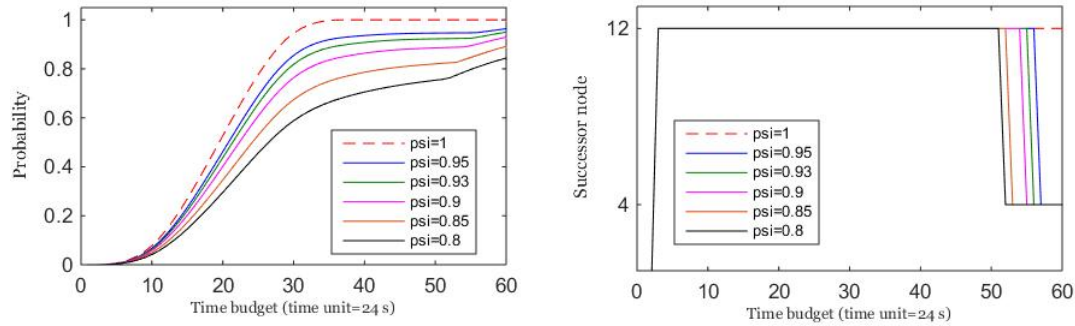 1
0.8
0.6
0.4
0.2
0
Probability
psi=1
psi=0.95
psi=0.93
psi=0.9
psi=0.85
psi=0.8
0 10 20 30 40 50 60
Time budget (time unit=24 s)
12
4
Successor node
psi=1
psi=0.95
psi=0.93
psi=0.9
psi=0.85
psi=0.8
0 10 20 30 40 50 60
Time budget (time unit=24 s)